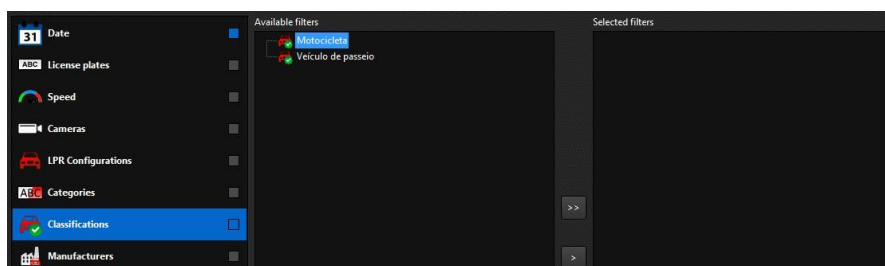 31 Date
ABC License plates
Speed
Cameras
LPR Configurations
ABC Categories
Classifications
Manufacturers
Available filters
Motocicleta
Veículo de passeio
>>
>
Selected filters